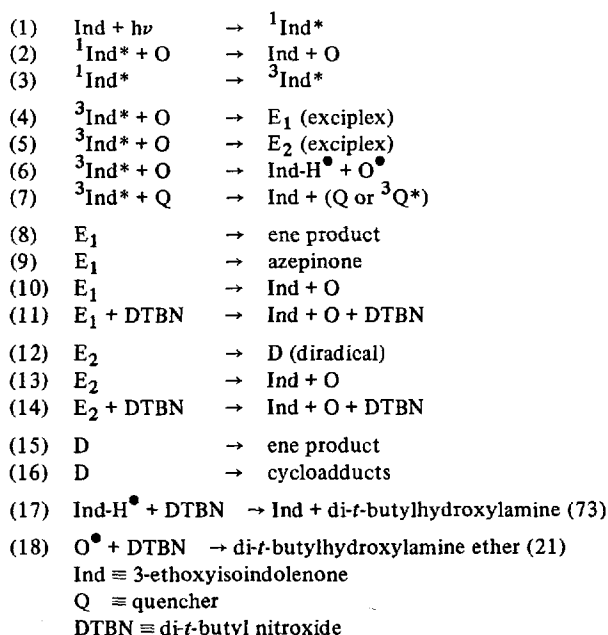 (1) Ind + hν → ¹Ind*
(2) ¹Ind* + O → Ind + O
(3) ¹Ind* → ³Ind*
(4) ³Ind* + O → E₁ (exciplex)
(5) ³Ind* + O → E₂ (exciplex)
(6) ³Ind* + O → Ind-H• + O•
(7) ³Ind* + Q → Ind + (Q or ³Q*)
(8) E₁ → ene product
(9) E₁ → azepinone
(10) E₁ → Ind + O
(11) E₁ + DTBN → Ind + O + DTBN
(12) E₂ → D (diradical)
(13) E₂ → Ind + O
(14) E₂ + DTBN → Ind + O + DTBN
(15) D → ene product
(16) D → cycloadducts
(17) Ind-H• + DTBN → Ind + di-t-butylhydroxylamine (73)
(18) O• + DTBN → di-t-butylhydroxylamine ether (21)
Ind ≡ 3-ethoxyisoindolenone
Q ≡ quencher
DTBN ≡ di-t-butyl nitroxide